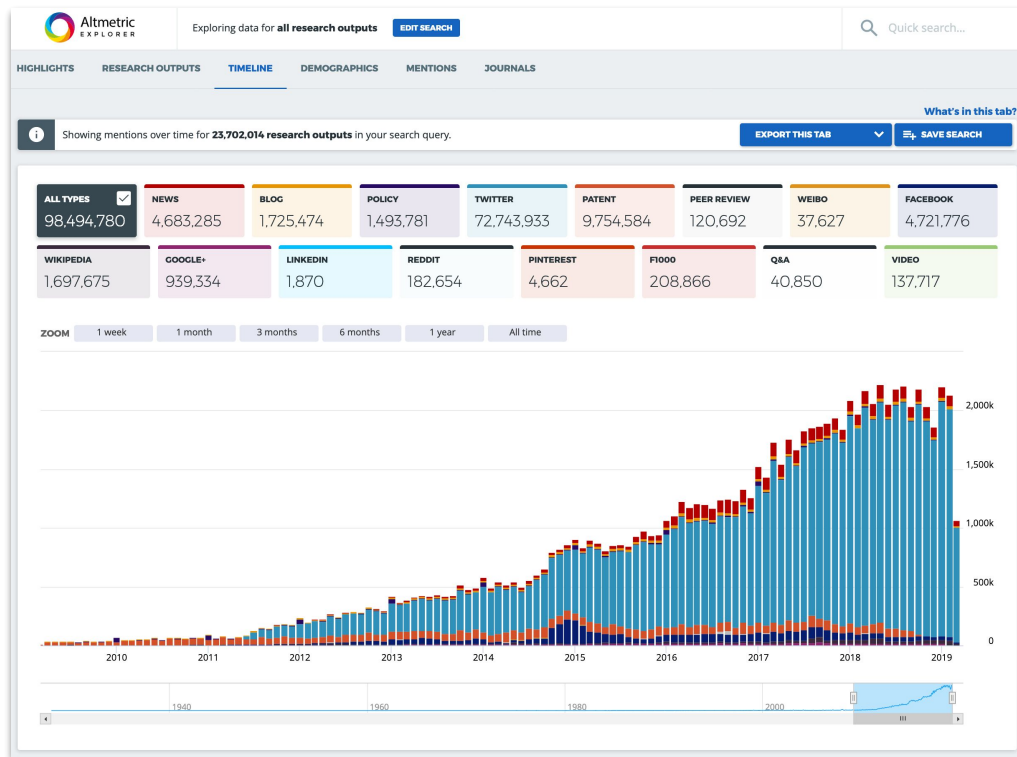 Altmetric
EXPLORER
Exploring data for all research outputs
EDIT SEARCH
Quick search...
HIGHLIGHTS RESEARCH OUTPUTS TIMELINE DEMOGRAPHICS MENTIONS JOURNALS
What's in this tab?
Showing mentions over time for 23,702,014 research outputs in your search query.
EXPORT THIS TAB
SAVE SEARCH
ALL TYPES NEWS BLOG POLICY TWITTER PATENT PEER REVIEW WEIBO FACEBOOK
98,494,780 4,683,285 1,725,474 1,493,781 72,743,933 9,754,584 120,692 37,627 4,721,776
WIKIPEDIA GOOGLE+ LINKEDIN REDDIT PINTEREST F1000 Q&A VIDEO
1,697,675 939,334 1,870 182,654 4,662 208,866 40,850 137,717
ZOOM 1 week 1 month 3 months 6 months 1 year All time
2,000k
1,500k
1,000k
500k
0
2010 2011 2012 2013 2014 2015 2016 2017 2018 2019
1940 1960 1980 2000